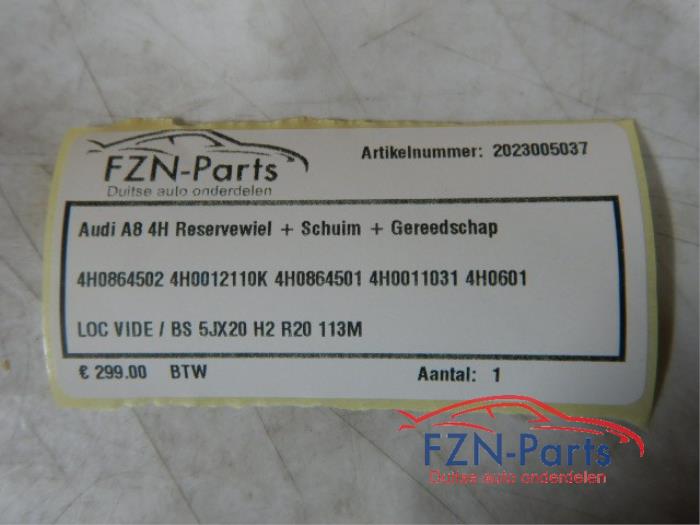 FZN-Parts
Duitse auto onderdelen
Artikelnummer: 2023005037
Audi A8 4H Reservewiel + Schuim + Gereedschap
4H0864502 4H0012110K 4H0864501 4H0011031 4H0601
LOC VIDE / BS 5JX20 H2 R20 113M
€ 299.00 BTW
Aantal: 1
FZN-Parts
Duitse auto onderdelen